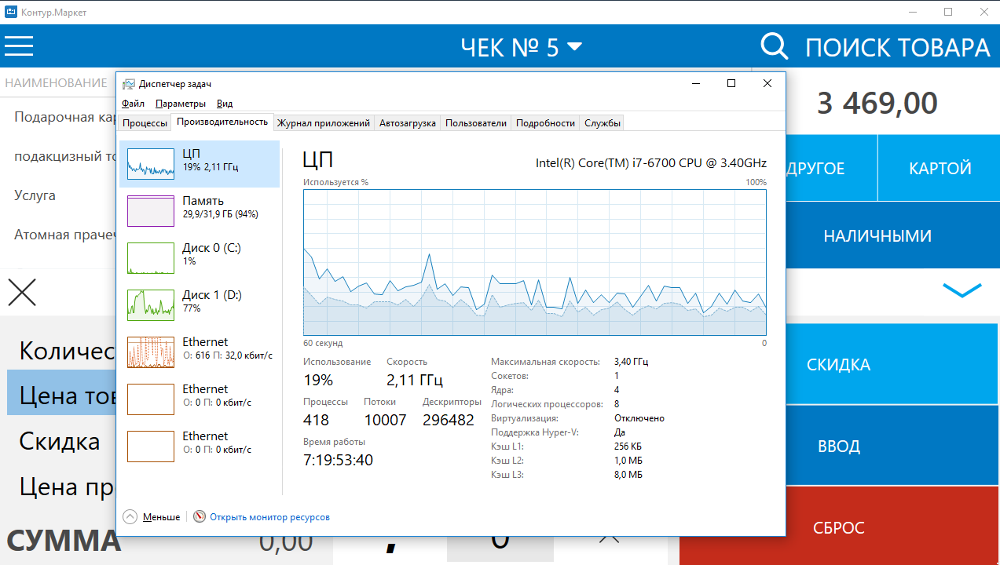 Контур.Маркет
ЧЕК № 5
ПОИСК ТОВАРА
НАИМЕНОВАНИЕ
3 469,00
Подарочная
подакцизный
Услуга
Атомная
ДРУГОЕ
КАРТОЙ
НАЛИЧНЫМИ
Цена
Скидка
Цена
СУММА
0,00
,
0
СКИДКА
ВВОД
СБРОС
Диспетчер задач
Файл Параметры Вид
Процессы Производительность Журнал приложений Автозагрузка Пользователи Подробности Службы
ЦП
19% 2,11 ГГц
Память
29,9/31,9 ГБ (94%)
Диск 0 (C:)
1%
Диск 1 (D:)
77%
Ethernet
О: 616 П: 32,0 кбит/с
Ethernet
О: 0 П: 0 кбит/с
Ethernet
О: 0 П: 0 кбит/с
ЦП
Intel(R) Core(TM) i7-6700 CPU @ 3.40GHz
Используется %
100%
60 секунд
0
Использование Скорость
19% 2,11 ГГц
Процессы Потоки Дескрипторы
418 10007 296482
Время работы
7:19:53:40
Максимальная скорость: 3,40 ГГц
Сокетов: 1
Ядра: 4
Логических процессоров: 8
Виртуализация: Отключено
Поддержка Hyper-V: Да
Кэш L1: 256 КБ
Кэш L2: 1,0 МБ
Кэш L3: 8,0 МБ
Меньше
Открыть монитор ресурсов